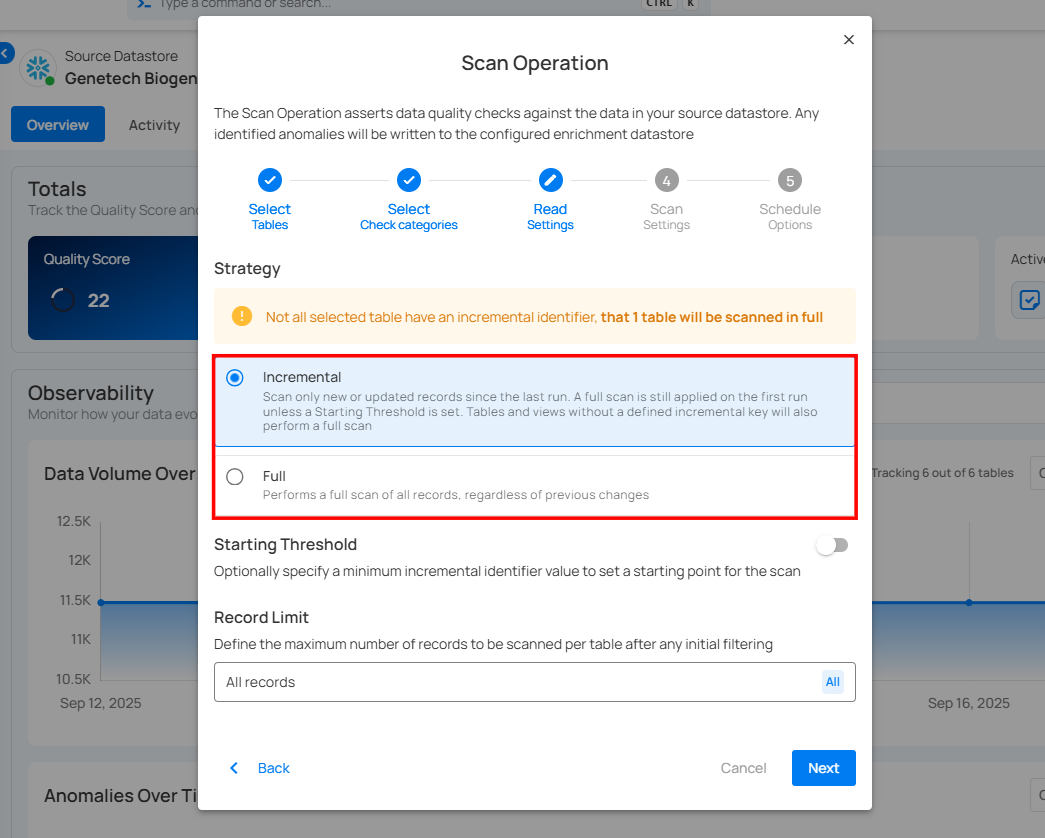 Type a command or search...
CTRL K
Source Datastore
Genetech Biogen
Overview
Activity
Totals
Track the Quality Score and
Quality Score
22
Active
Observability
Monitor how your data evo
Data Volume Over
Tracking 6 out of 6 tables
12.5K
12K
11.5K
11K
10.5K
Sep 12, 2025
Sep 16, 2025
Anomalies Over Ti
Scan Operation
The Scan Operation asserts data quality checks against the data in your source datastore. Any
identified anomalies will be written to the configured enrichment datastore
Select
Tables
Select
Check categories
Read
Settings
4
Scan
Settings
5
Schedule
Options
Strategy
Not all selected table have an incremental identifier, that 1 table will be scanned in full
Incremental
Scan only new or updated records since the last run. A full scan is still applied on the first run
unless a Starting Threshold is set. Tables and views without a defined incremental key will also
perform a full scan
Full
Performs a full scan of all records, regardless of previous changes
Starting Threshold
Optionally specify a minimum incremental identifier value to set a starting point for the scan
Record Limit
Define the maximum number of records to be scanned per table after any initial filtering
All records
All
Back
Cancel
Next